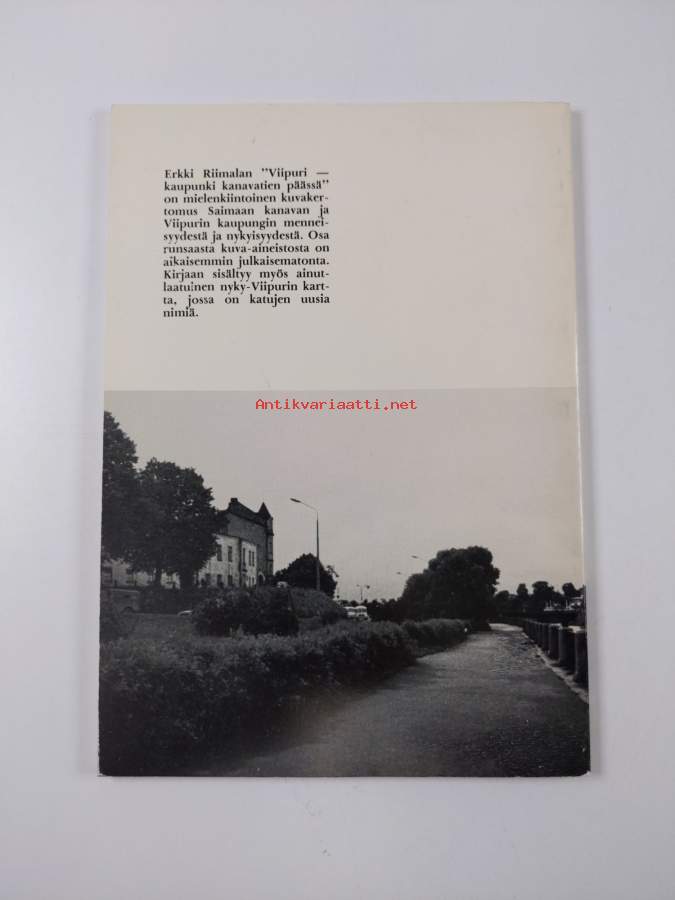 Erkki Riimalan ”Viipuri —
kaupunki kanavatien päässä”
on mielenkiintoinen kuvaker-
tomus Saimaan kanavan ja
Viipurin kaupungin mennei-
syydestä ja nykyisyydestä. Osa
runsaasta kuva-aineistosta on
aikaisemmin julkaisematonta.
Kirjaan sisältyy myös ainut-
laatuinen nyky-Viipurin kart-
ta, jossa on katujen uusia
nimiä.
Antikvariaatti.net